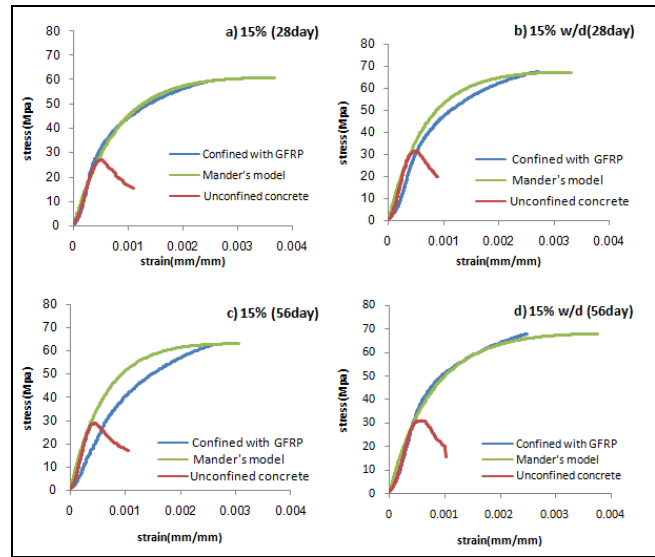 a) 15% (28day)
stress(Mpa)
80
70
60
50
40
30
20
10
0
Confined with GFRP
Mander's model
Unconfined concrete
0 0.001 0.002 0.003 0.004
strain(mm/mm)
b) 15% w/d(28day)
stress(Mpa)
80
70
60
50
40
30
20
10
0
Confined with GFRP
Mander's model
Unconfined concrete
0 0.001 0.002 0.003 0.004
strain(mm/mm)
c) 15% (56day)
stress(Mpa)
80
70
60
50
40
30
20
10
0
Confined with GFRP
Mander's model
Unconfined concrete
0 0.001 0.002 0.003 0.004
strain(mm/mm)
d) 15% w/d (56day)
stress(Mpa)
80
70
60
50
40
30
20
10
0
Confined with GFRP
Mander's model
Unconfined concrete
0 0.001 0.002 0.003 0.004
strain(mm/mm)